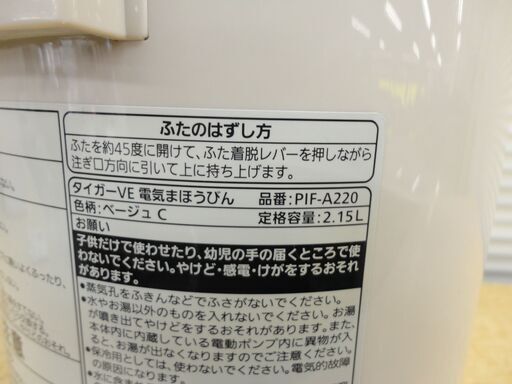 ふたのはずし方
ふたを約45度に開けて、ふた着脱レバーを押しながら
注ぎ口方向に引いて上に持ち上げます。
タイガーVE 電気まほうびん 品番:PIF-A220
色柄:ベージュ C 定格容量:2.15L
お願い
子供だけで使わせたり、幼児の手の届くところで使
わないでください。やけど・感電・けがをするおそれ
があります。
•蒸気孔をふきんなどでふさがないでください。
•水やお湯以外のものを入れないでください。お湯
が噴き出てやけどをするおそれがあります。また、
本体内に内蔵している電動ポンプ内に異物が入
ると、お湯が出なくなりますのでご注意ください。
•保冷用としては、使わないでください。
の原因になります。